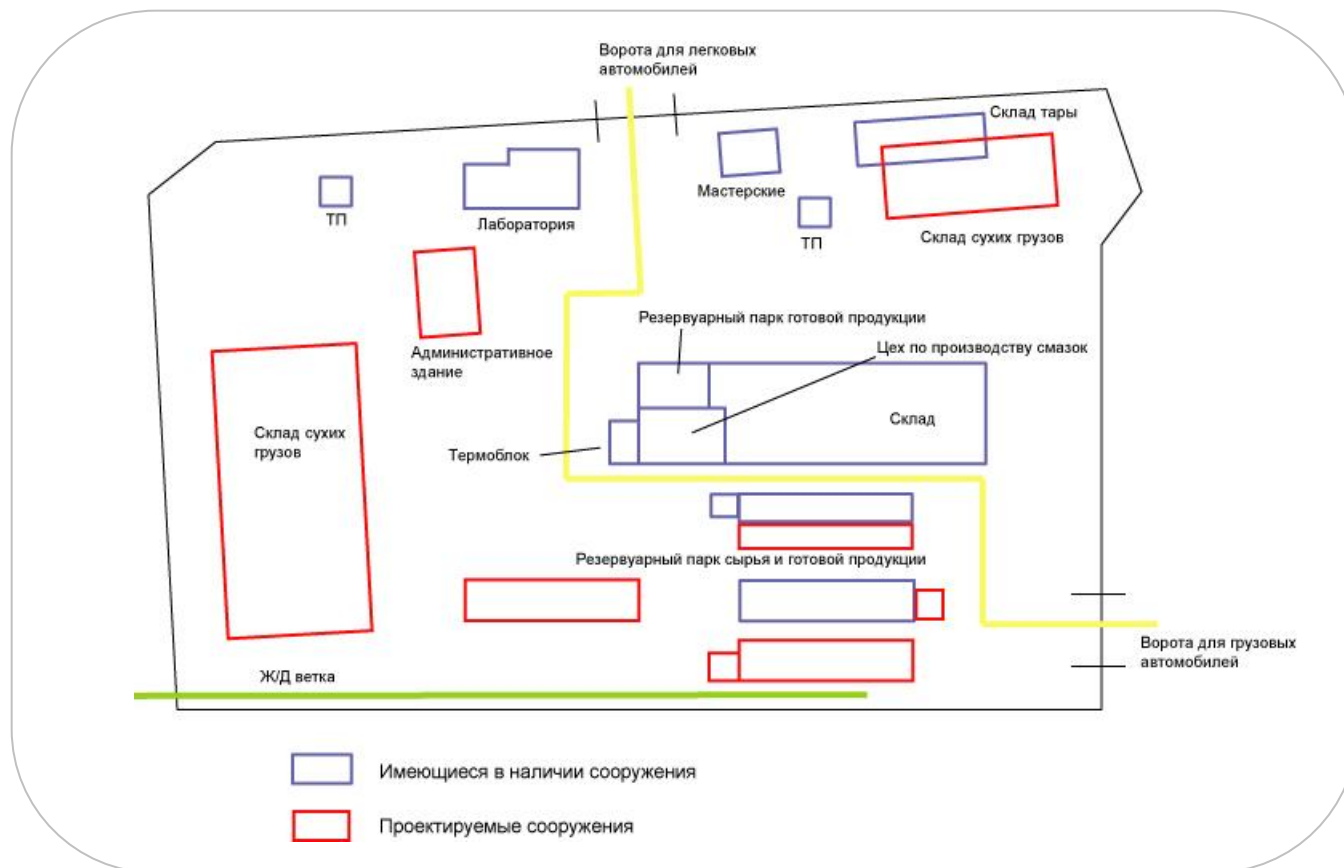 Ворота для легковых
автомобилей
Склад тары
Мастерские
ТП
Лаборатория
ТП
Склад сухих грузов
Резервуарный парк готовой продукции
Цех по производству смазок
Административное
здание
Склад
Склад сухих
грузов
Термоблок
Резервуарный парк сырья и готовой продукции
Ворота для грузовых
автомобилей
Ж/Д ветка
Имеющиеся в наличии сооружения
Проектируемые сооружения